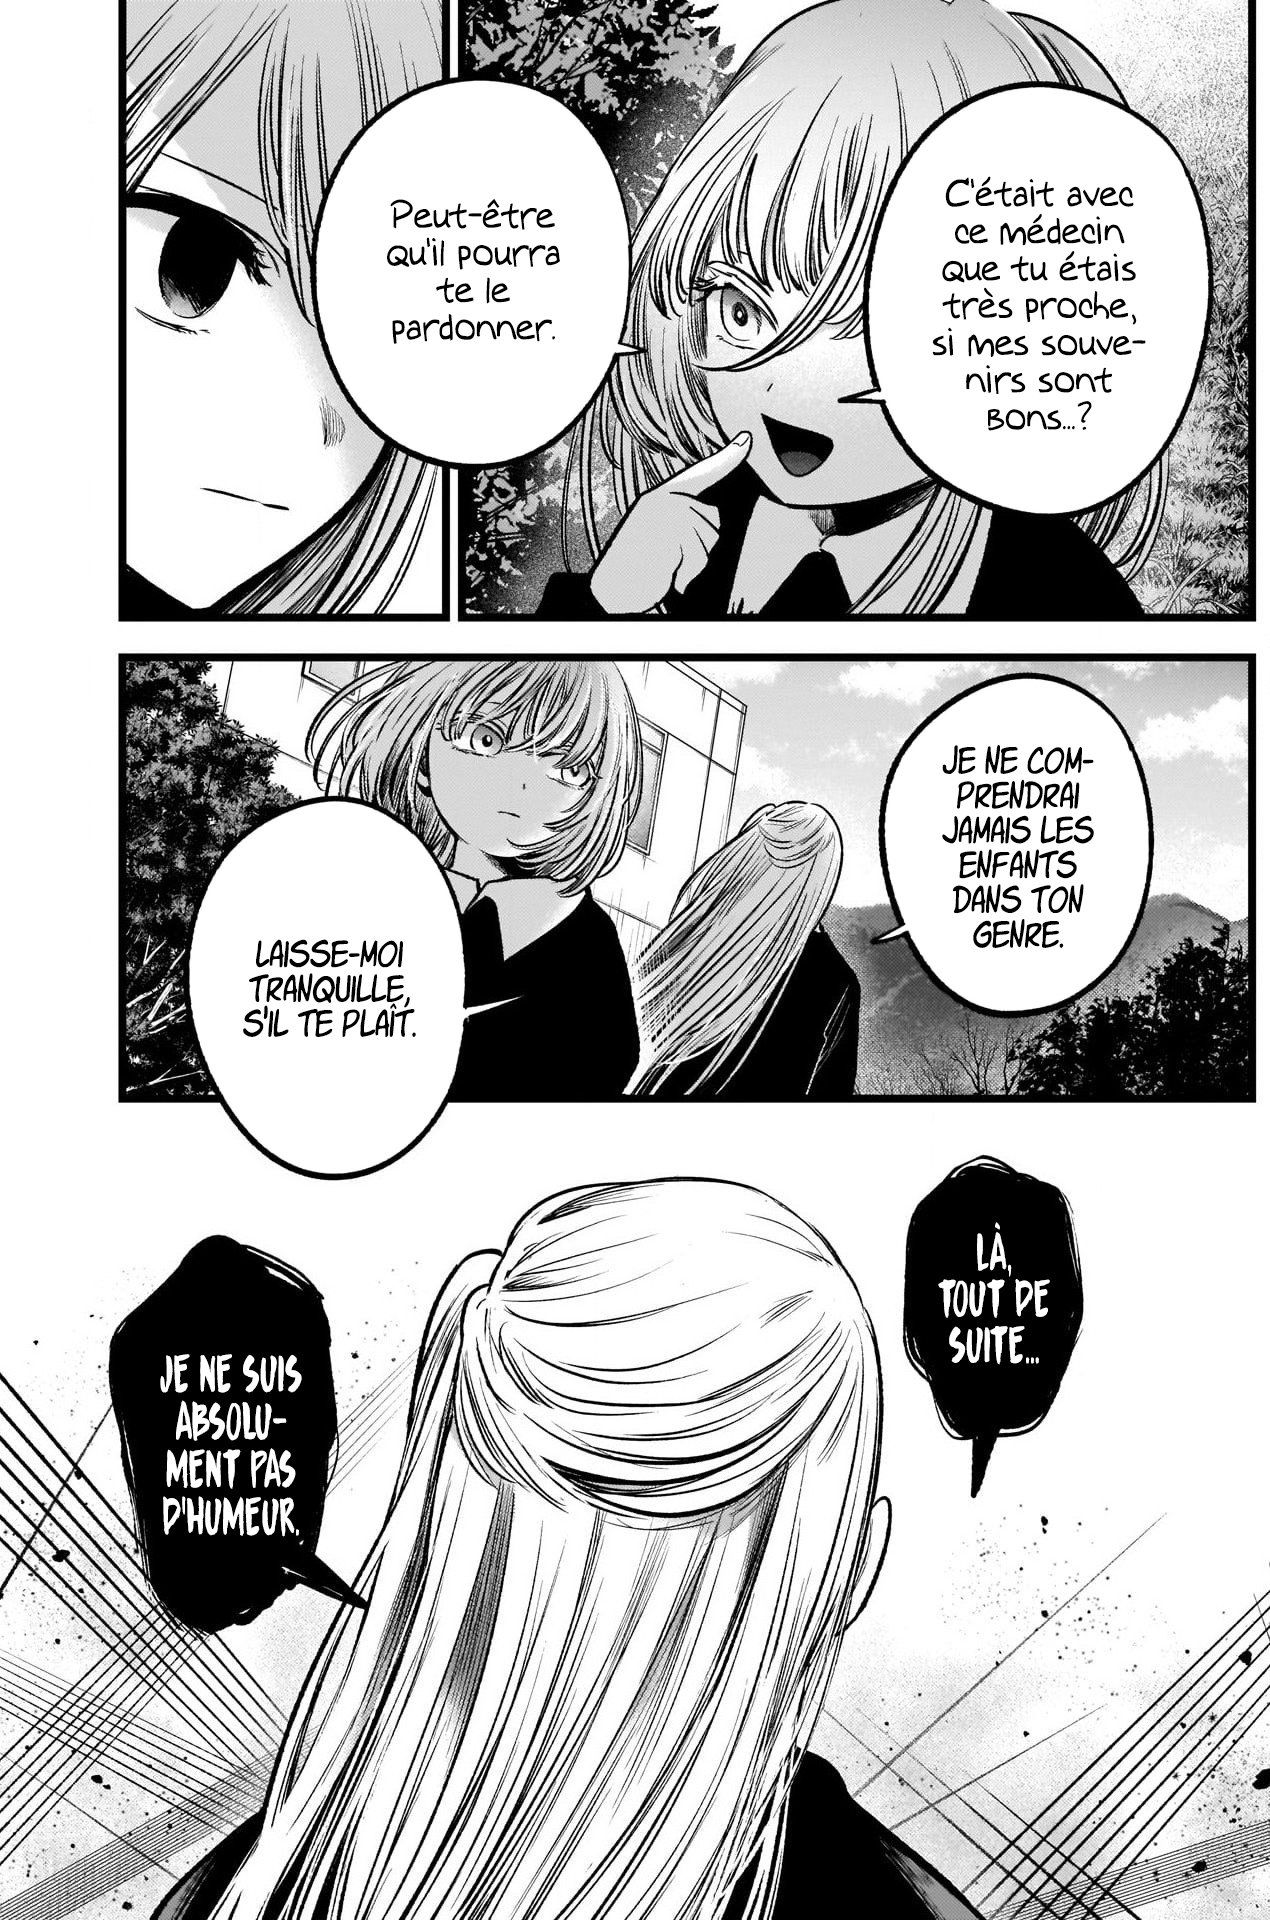 C'était avec
ce médecin
que tu étais
très proche,
si mes souve-
nirs sont
bons...?
Peut-être
qu'il pourra
te le
pardonner.
JE NE COM-
PRENDRAI
JAMAIS LES
ENFANTS
DANS TON
GENRE.
LAISSE-MOI
TRANQUILLE,
S'IL TE PLAÎT.
LÀ,
TOUT DE
SUITE...
JE NE SUIS
ABSOLU-
MENT PAS
D'HUMEUR.